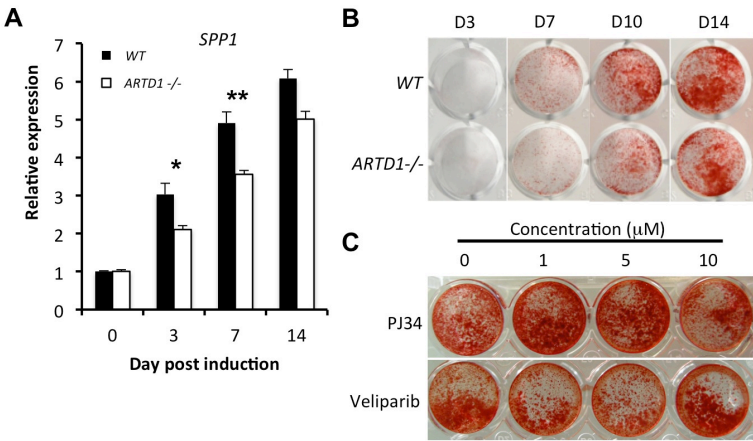 A
SPP1
WT
ARTD1 -/-
Relative expression
7
6
5
4
3
2
1
0
*
**
0 3 7 14
Day post induction
B
D3 D7 D10 D14
WT
ARTD1-/-
C
Concentration (μM)
0 1 5 10
PJ34
Veliparib